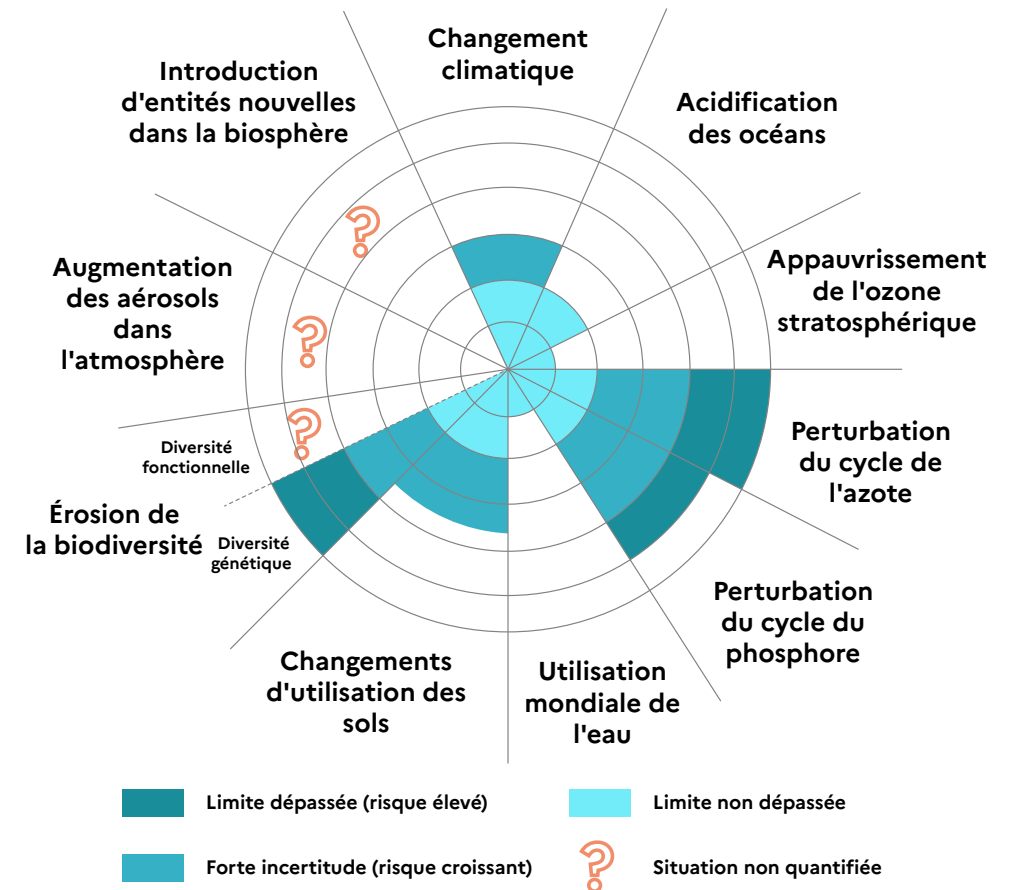 Changement
climatique
Acidification
des océans
Appauvrissement
de l'ozone
stratosphérique
Perturbation
du cycle de
l'azote
Perturbation
du cycle du
phosphore
Utilisation
mondiale de
l'eau
Changements
d'utilisation des
sols
Érosion de
la biodiversité
Diversité
génétique
Diversité
fonctionnelle
Augmentation
des aérosols
dans
l'atmosphère
Introduction
d'entités nouvelles
dans la biosphère
?
?
?
Limite dépassée (risque élevé)
Limite non dépassée
Forte incertitude (risque croissant)
? Situation non quantifiée